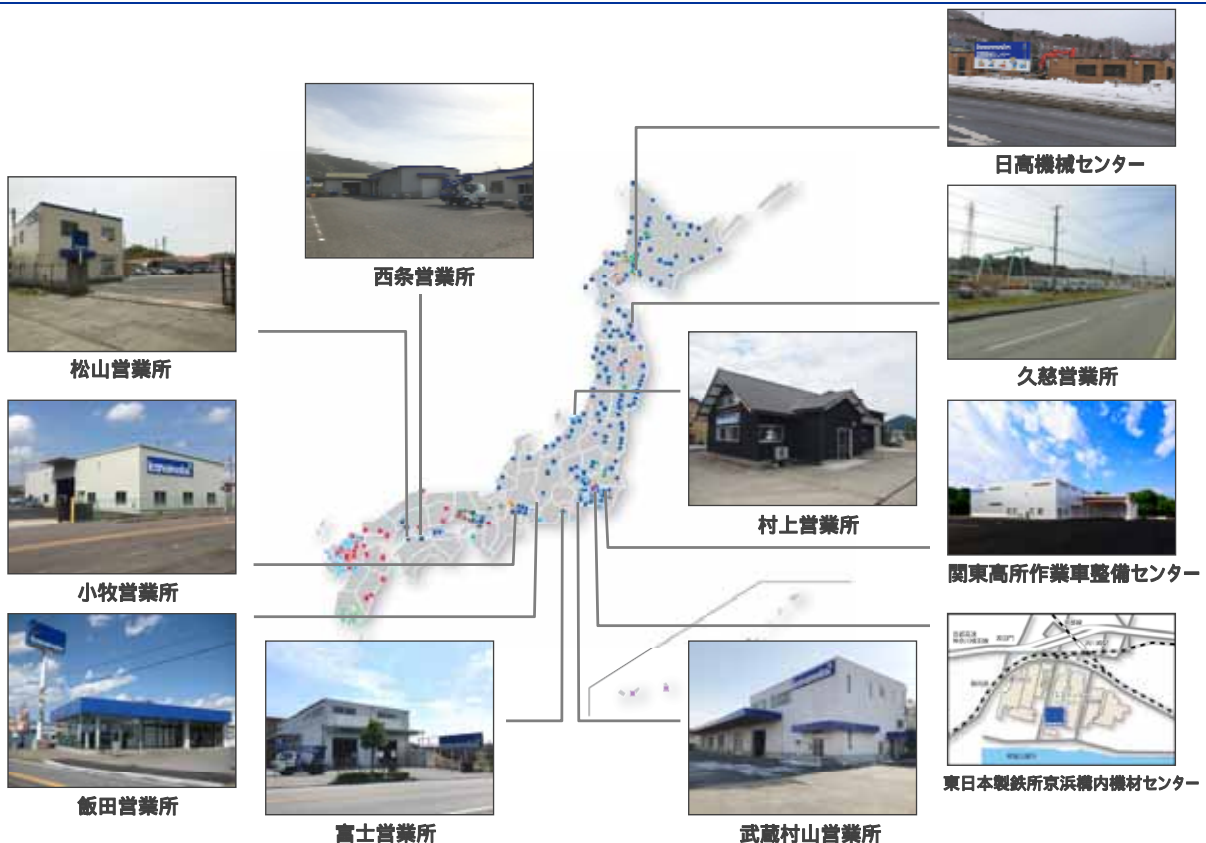 日高機械センター
西条営業所
松山営業所
久慈営業所
村上営業所
小牧営業所
関東高所作業車整備センター
飯田営業所
富士営業所
武蔵村山営業所
東日本製鉄所京浜構内機材センター